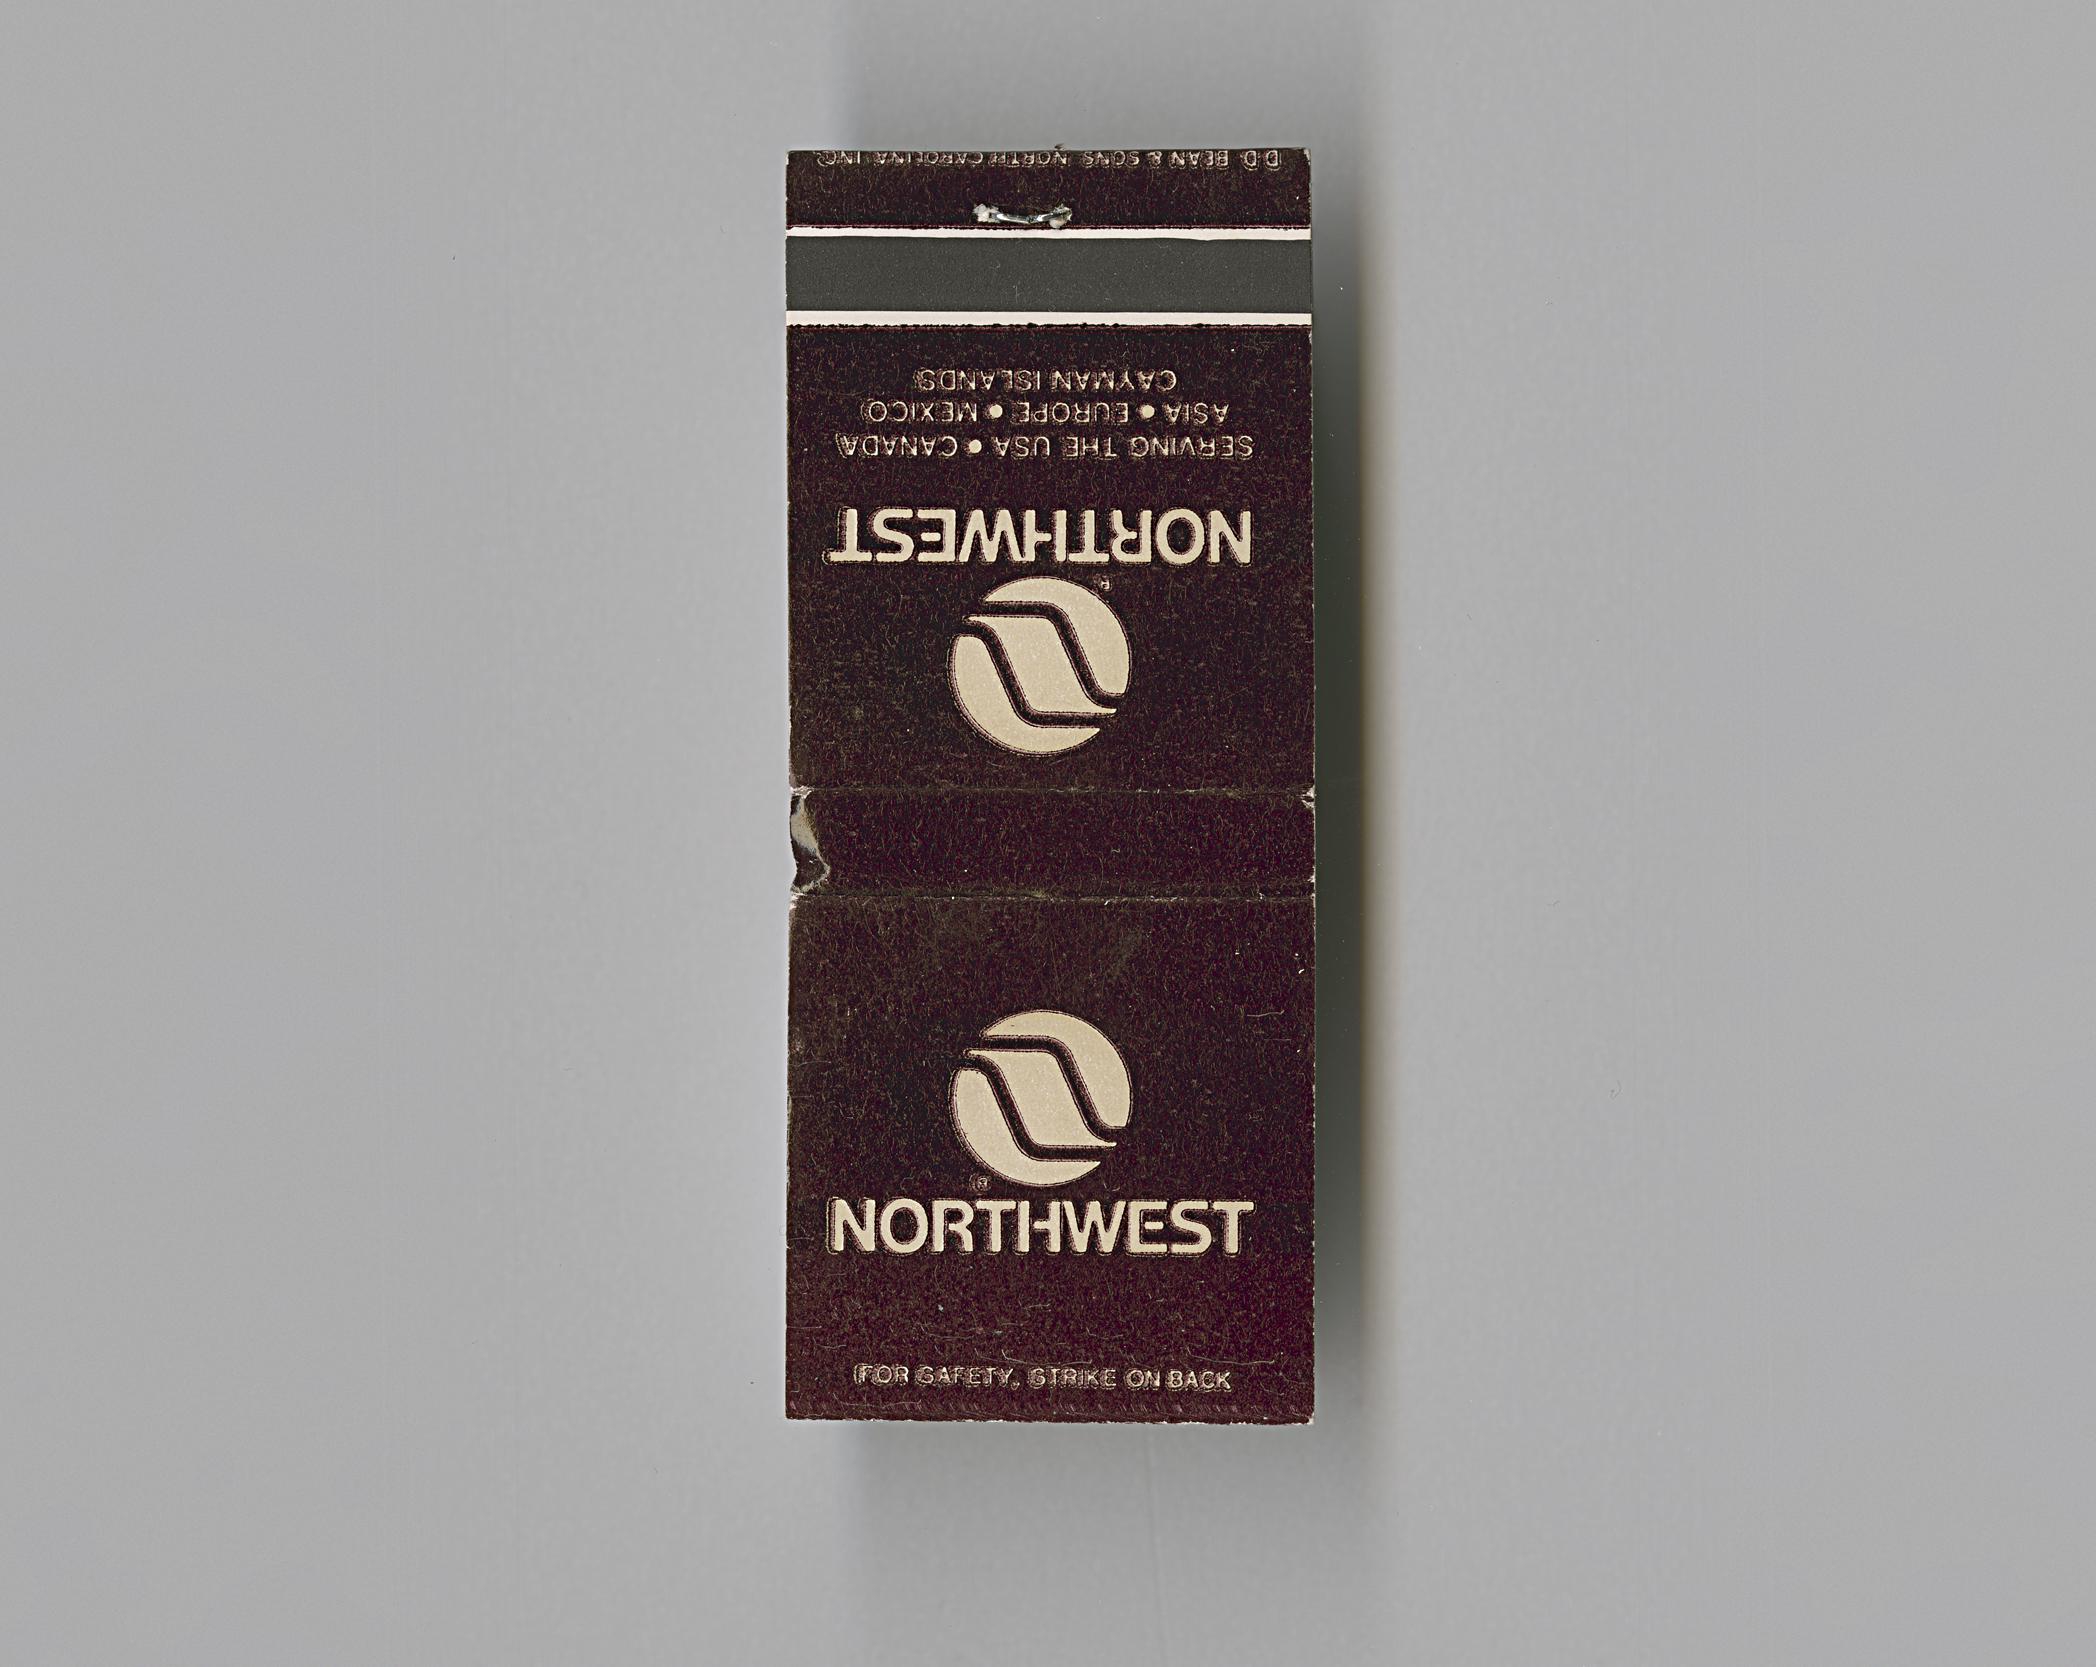 D.D. BEAN & SONS, NORTH CAROLINA, INC.
SERVING THE USA • CANADA
ASIA • EUROPE • MEXICO
CAYMAN ISLANDS
NORTHWEST
®
®
NORTHWEST
FOR SAFETY, STRIKE ON BACK